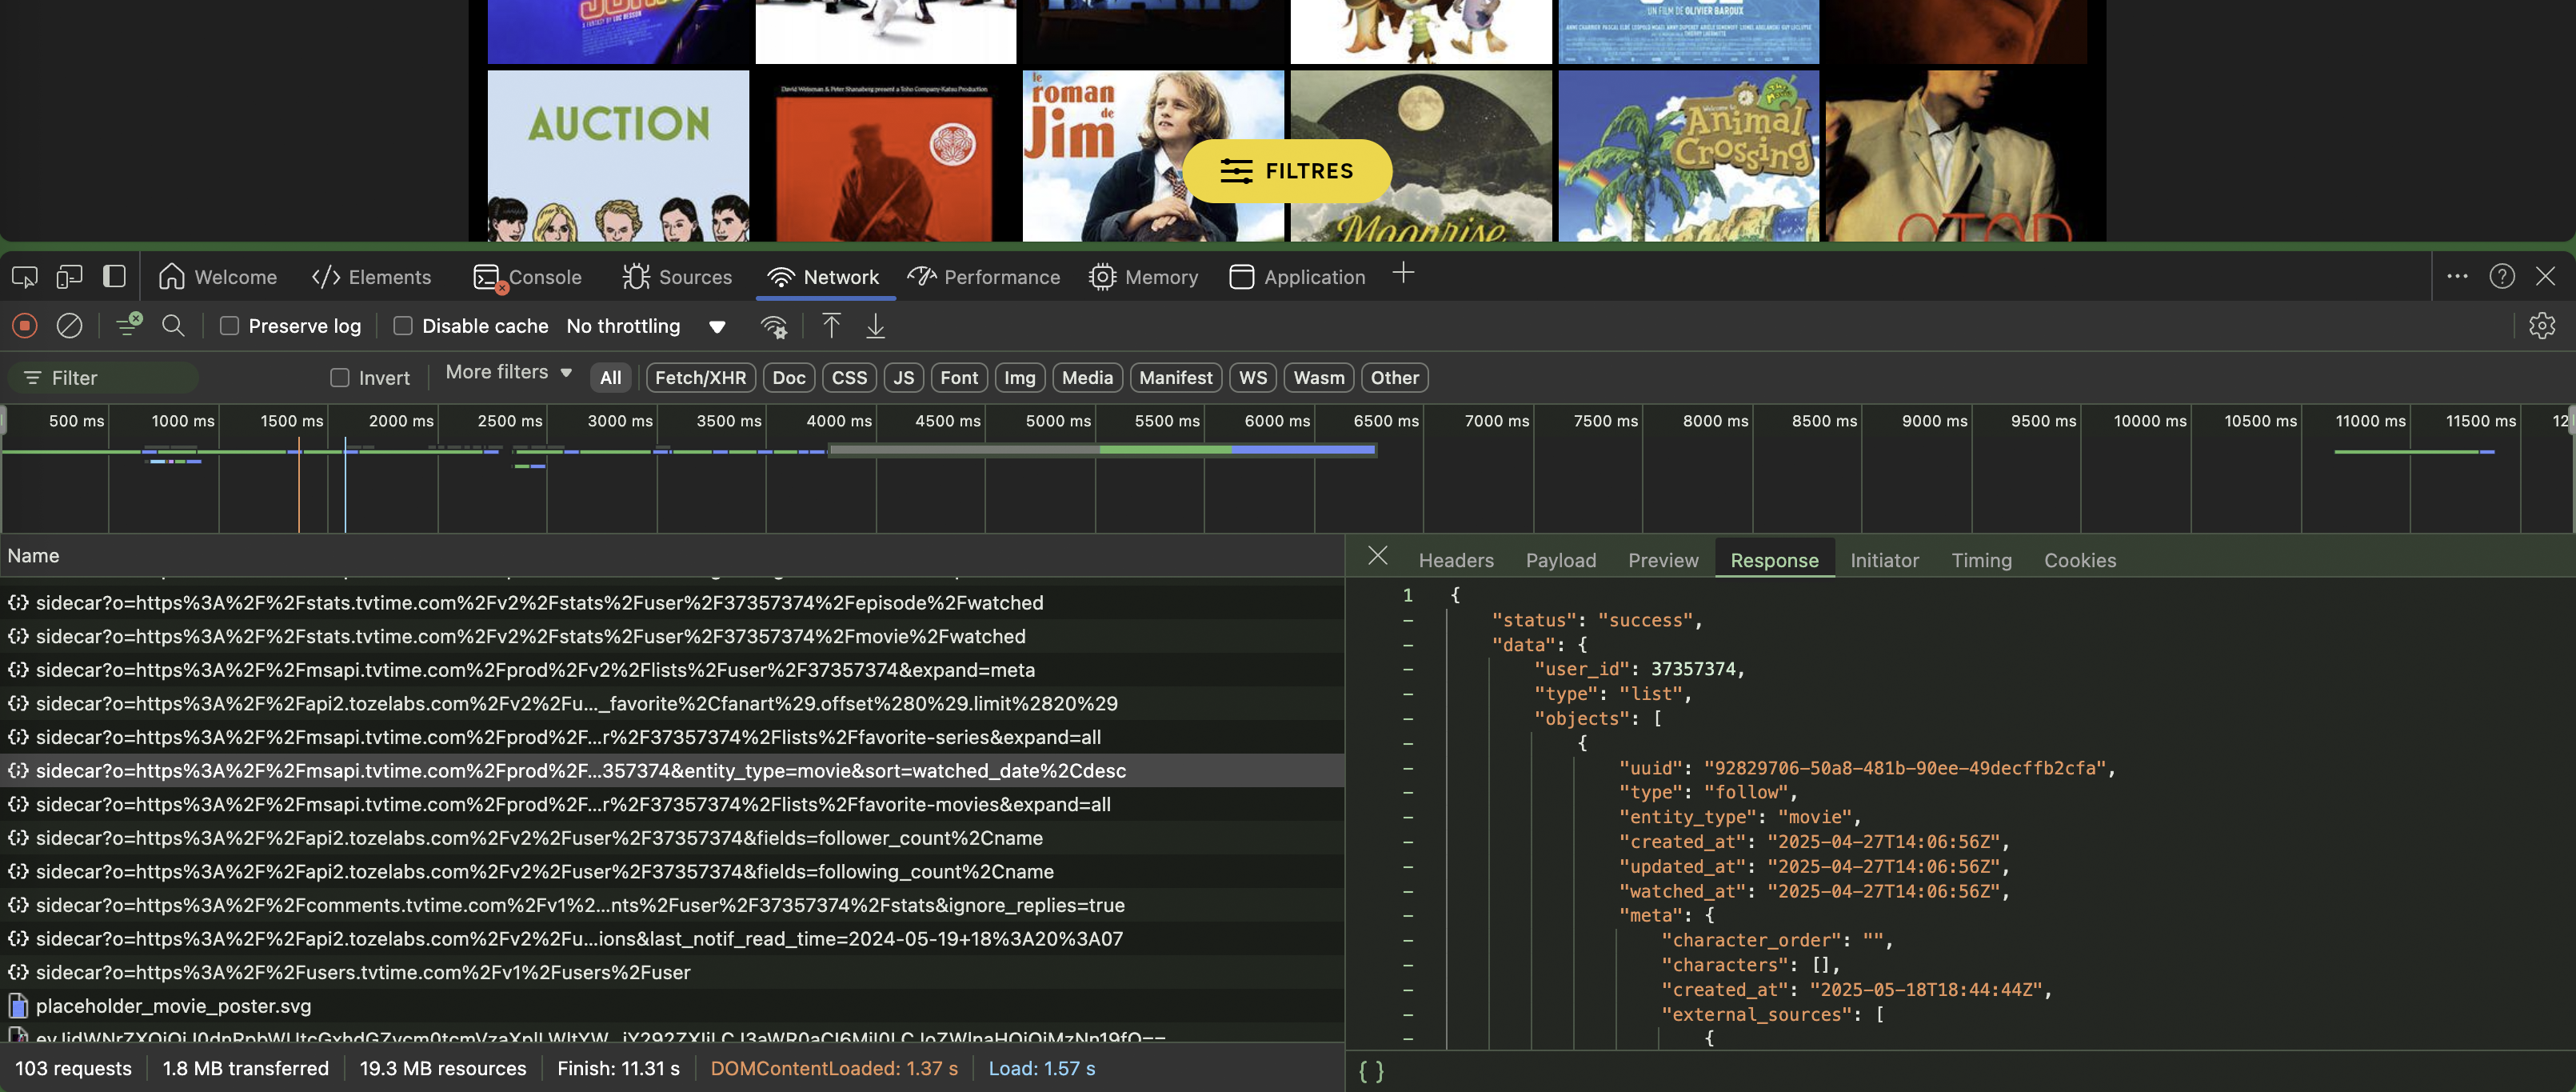 UN FILM DE OLIVIER BAROUX
AUCTION
David Weisman & Peter Shanaberg present a Toho Company-Katsu Production
le
roman
de
Jim
Moonrise
Welcome to
Animal
Crossing
STOP
FILTRES
Welcome
Elements
Console
Sources
Network
Performance
Memory
Application
Preserve log
Disable cache
No throttling
Filter
Invert
More filters
All
Fetch/XHR
Doc
CSS
JS
Font
Img
Media
Manifest
WS
Wasm
Other
500 ms
1000 ms
1500 ms
2000 ms
2500 ms
3000 ms
3500 ms
4000 ms
4500 ms
5000 ms
5500 ms
6000 ms
6500 ms
7000 ms
7500 ms
8000 ms
8500 ms
9000 ms
9500 ms
10000 ms
10500 ms
11000 ms
11500 ms
12
Name
sidecar?o=https%3A%2F%2Fstats.tvtime.com%2Fv2%2Fstats%2Fuser%2F37357374%2Fepisode%2Fwatched
sidecar?o=https%3A%2F%2Fstats.tvtime.com%2Fv2%2Fstats%2Fuser%2F37357374%2Fmovie%2Fwatched
sidecar?o=https%3A%2F%2Fmsapi.tvtime.com%2Fprod%2Fv2%2Flists%2Fuser%2F37357374&expand=meta
sidecar?o=https%3A%2F%2Fapi2.tozelabs.com%2Fv2%2Fu..._favorite%2Cfanart%29.offset%280%29.limit%2820%29
sidecar?o=https%3A%2F%2Fmsapi.tvtime.com%2Fprod%2F...r%2F37357374%2Flists%2Ffavorite-series&expand=all
sidecar?o=https%3A%2F%2Fmsapi.tvtime.com%2Fprod%2F...357374&entity_type=movie&sort=watched_date%2Cdesc
sidecar?o=https%3A%2F%2Fmsapi.tvtime.com%2Fprod%2F...r%2F37357374%2Flists%2Ffavorite-movies&expand=all
sidecar?o=https%3A%2F%2Fapi2.tozelabs.com%2Fv2%2Fuser%2F37357374&fields=follower_count%2Cname
sidecar?o=https%3A%2F%2Fapi2.tozelabs.com%2Fv2%2Fuser%2F37357374&fields=following_count%2Cname
sidecar?o=https%3A%2F%2Fcomments.tvtime.com%2Fv1%2...nts%2Fuser%2F37357374%2Fstats&ignore_replies=true
sidecar?o=https%3A%2F%2Fapi2.tozelabs.com%2Fv2%2Fu...ions&last_notif_read_time=2024-05-19+18%3A20%3A07
sidecar?o=https%3A%2F%2Fusers.tvtime.com%2Fv1%2Fusers%2Fuser
placeholder_movie_poster.svg
103 requests
1.8 MB transferred
19.3 MB resources
Finish: 11.31 s
DOMContentLoaded: 1.37 s
Load: 1.57 s
Headers
Payload
Preview
Response
Initiator
Timing
Cookies
1 {
"status": "success",
"data": {
"user_id": 37357374,
"type": "list",
"objects": [
{
"uuid": "92829706-50a8-481b-90ee-49decffb2cfa",
"type": "follow",
"entity_type": "movie",
"created_at": "2025-04-27T14:06:56Z",
"updated_at": "2025-04-27T14:06:56Z",
"watched_at": "2025-04-27T14:06:56Z",
"meta": {
"character_order": "",
"characters": [],
"created_at": "2025-05-18T18:44:44Z",
"external_sources": [
{
{ }